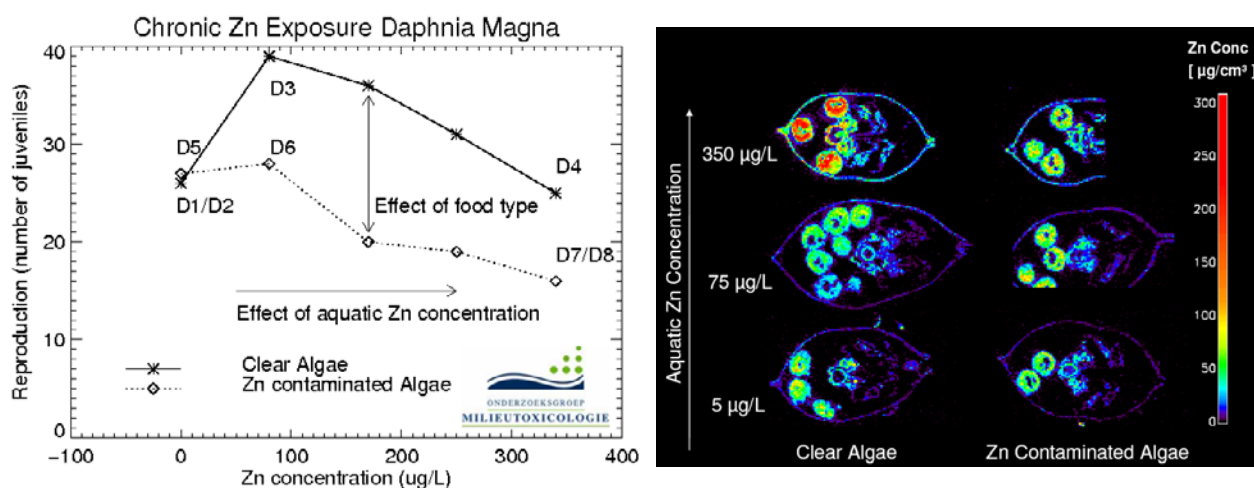 Chronic Zn Exposure Daphnia Magna
Reproduction (number of juveniles)
40
30
20
10
0
D3
D5
D6
D4
D1/D2
Effect of food type
D7/D8
Effect of aquatic Zn concentration
Clear Algae
Zn contaminated Algae
ONDERZOEKSGROEP
MILIEUTOXICOLOGIE
-100
0
100
200
300
400
Zn concentration (ug/L)
Aquatic Zn Concentration
350 µg/L
75 µg/L
5 µg/L
Clear Algae
Zn Contaminated Algae
Zn Conc
[ µg/cm³ ]
300
250
200
150
100
50
0